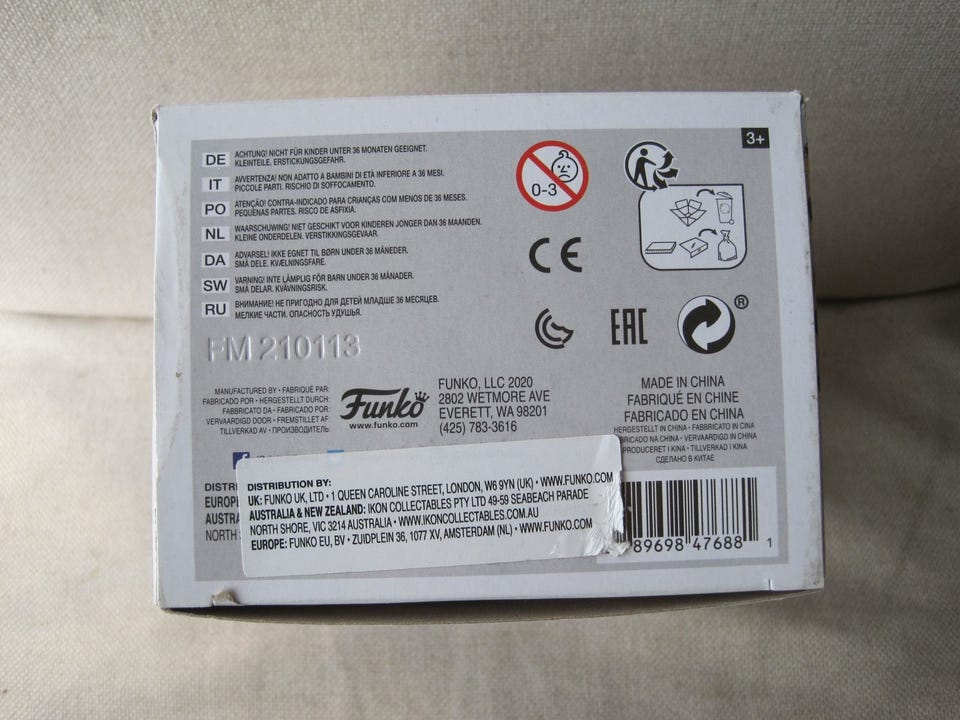 3+
DE ACHTUNG! NICHT FÜR KINDER UNTER 36 MONATEN GEEIGNET.
KLEINTEILE. ERSTICKUNGSGEFAHR.
IT AVVERTENZA! NON ADATTO A BAMBINI DI ETÀ INFERIORE A 36 MESI.
PICCOLE PARTI. RISCHIO DI SOFFOCAMENTO.
PO ATENÇÃO! CONTRA-INDICADO PARA CRIANÇAS COM MENOS DE 36 MESES.
PEQUENAS PARTES. RISCO DE ASFIXIA.
NL WAARSCHUWING! NIET GESCHIKT VOOR KINDEREN JONGER DAN 36 MAANDEN.
KLEINE ONDERDELEN. VERSTIKKINGSGEVAAR.
DA ADVARSEL! IKKE EGNET TIL BØRN UNDER 36 MÅNEDER.
SMÅ DELE. KVÆLNINGSFARE.
SW VARNING! INTE LÄMPLIG FÖR BARN UNDER 36 MÅNADER.
SMÅ DELAR. KVÄVNINGSRISK.
RU ВНИМАНИЕ! НЕ ПРИГОДНО ДЛЯ ДЕТЕЙ МЛАДШЕ 36 МЕСЯЦЕВ.
МЕЛКИЕ ЧАСТИ. ОПАСНОСТЬ УДУШЬЯ.
0-3
CE
EAC
®
FM 210113
MANUFACTURED BY • FABRIQUÉ PAR
FABRICADO POR • HERGESTELLT DURCH:
FABBRICATO DA • FABRICADO POR:
VERVAARDIGD DOOR • FREMSTILLET AF:
TILLVERKAD AV • ПРОИЗВОДИТЕЛЬ:
Funko
www.funko.com
FUNKO, LLC 2020
2802 WETMORE AVE
EVERETT, WA 98201
(425) 783-3616
MADE IN CHINA
FABRIQUÉ EN CHINE
FABRICADO EN CHINA
HERGESTELLT IN CHINA • FABBRICATO IN CINA
FABRICADO NA CHINA • VERVAARDIGD IN CHINA
PRODUCERET I KINA • TILLVERKAD I KINA
СДЕЛАНО В КИТАЕ
DISTRI
EUROP
AUSTRA
NORTH
DISTRIBUTION BY:
UK: FUNKO UK, LTD • 1 QUEEN CAROLINE STREET, LONDON, W6 9YN (UK) • WWW.FUNKO.COM
AUSTRALIA & NEW ZEALAND: IKON COLLECTABLES PTY LTD 49-59 SEABEACH PARADE
NORTH SHORE, VIC 3214 AUSTRALIA • WWW.IKONCOLLECTABLES.COM.AU
EUROPE: FUNKO EU, BV • ZUIDPLEIN 36, 1077 XV, AMSTERDAM (NL) • WWW.FUNKO.COM
89698 47688 1